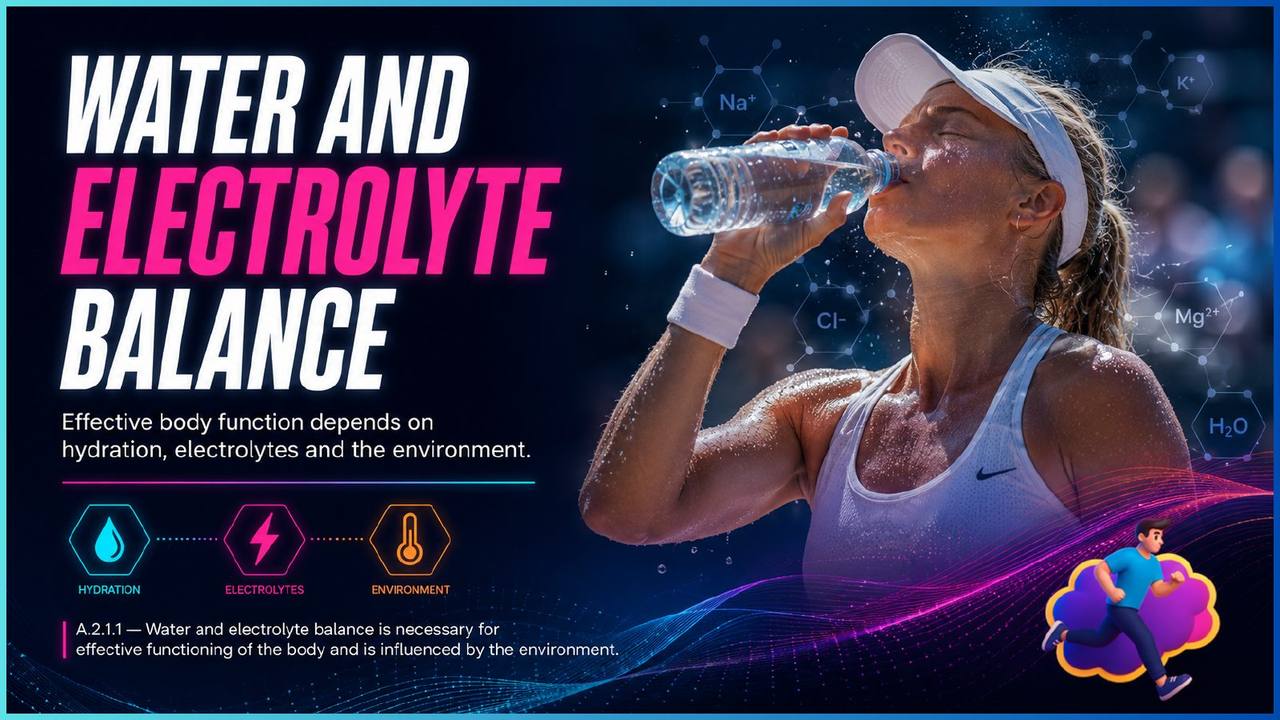 WATER AND
ELECTROLYTE
BALANCE
Effective body function depends on
hydration, electrolytes and the environment.
HYDRATION
ELECTROLYTES
ENVIRONMENT
A.2.1.1 — Water and electrolyte balance is necessary for
effective functioning of the body and is influenced by the environment.
Na⁺
K⁺
Cl⁻
Mg²⁺
H₂O